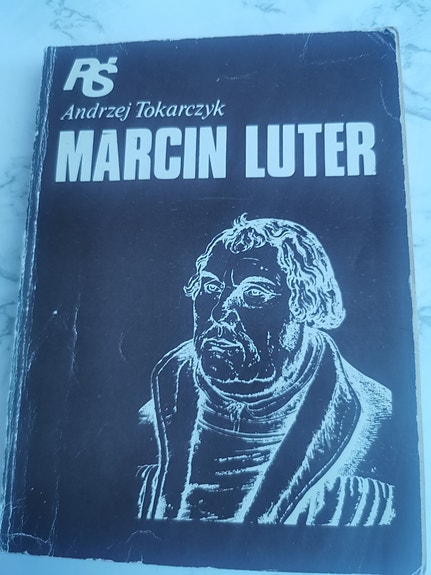 RŚ
Andrzej Tokarczyk
MARCIN LUTER